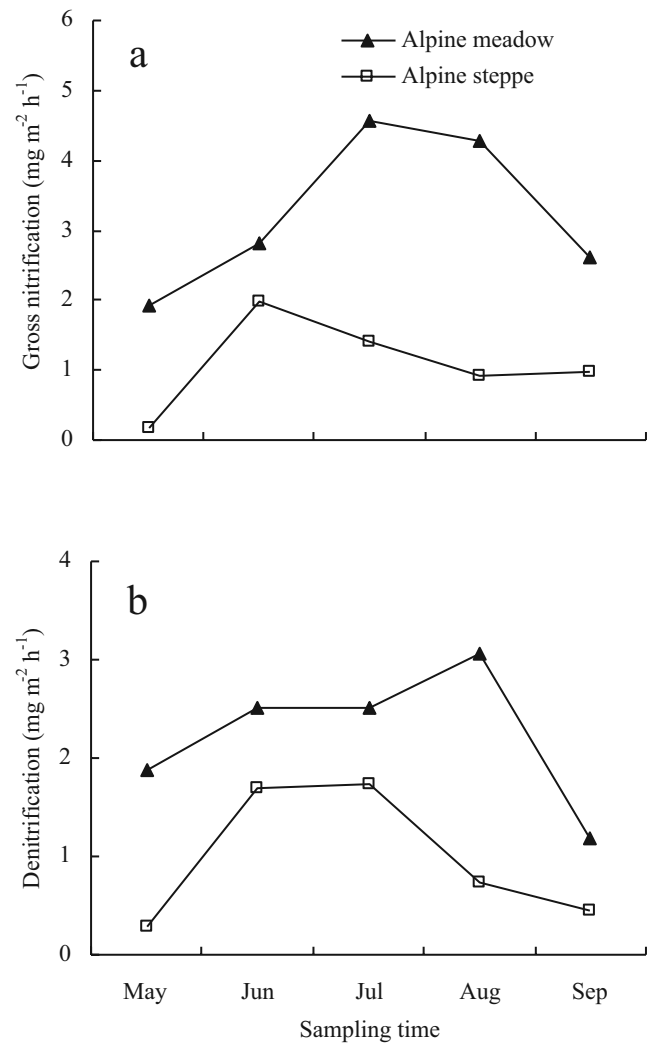 a
Alpine meadow
Alpine steppe
Gross nitrification (mg m⁻² h⁻¹)
6
5
4
3
2
1
0
b
Denitrification (mg m⁻² h⁻¹)
4
3
2
1
0
May Jun Jul Aug Sep
Sampling time